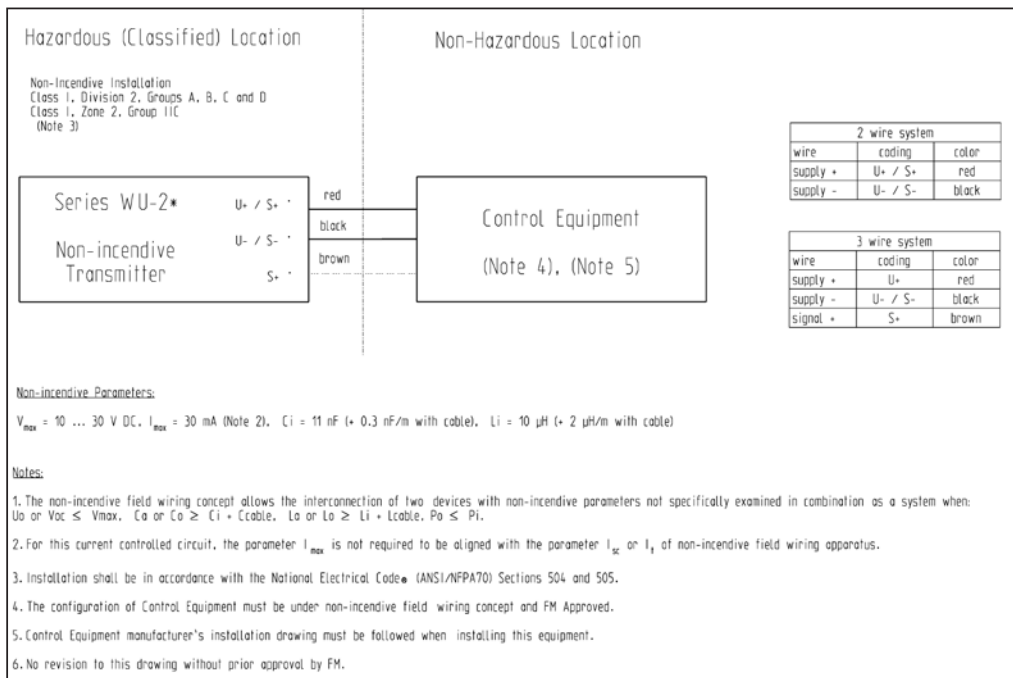 Hazardous (Classified) Location
Non-Hazardous Location
Non-Incendive Installation
Class I, Division 2, Groups A, B, C and D
Class I, Zone 2, Group IIC
(Note 3)
Series WU-2*
Non-incendive
Transmitter
U+ / S+
U- / S-
S+
red
black
brown
Control Equipment
(Note 4), (Note 5)
2 wire system
wire coding color
supply + U+ / S+ red
supply - U- / S- black
3 wire system
wire coding color
supply + U+ red
supply - U- / S- black
signal + S+ brown
Non-incendive Parameters:
Vmax = 10 ... 30 V DC, Imax = 30 mA (Note 2), Ci = 11 nF (+ 0.3 nF/m with cable), Li = 10 µH (+ 2 µH/m with cable)
Notes:
1. The non-incendive field wiring concept allows the interconnection of two devices with non-incendive parameters not specifically examined in combination as a system when:
Uo or Voc ≤ Vmax, Ca or Co ≥ Ci + Ccable, La or Lo ≥ Li + Lcable, Po ≤ Pi.
2. For this current controlled circuit, the parameter Imax is not required to be aligned with the parameter Isc or It of non-incendive field wiring apparatus.
3. Installation shall be in accordance with the National Electrical Code® (ANSI/NFPA70) Sections 504 and 505.
4. The configuration of Control Equipment must be under non-incendive field wiring concept and FM Approved.
5. Control Equipment manufacturer's installation drawing must be followed when installing this equipment.
6. No revision to this drawing without prior approval by FM.